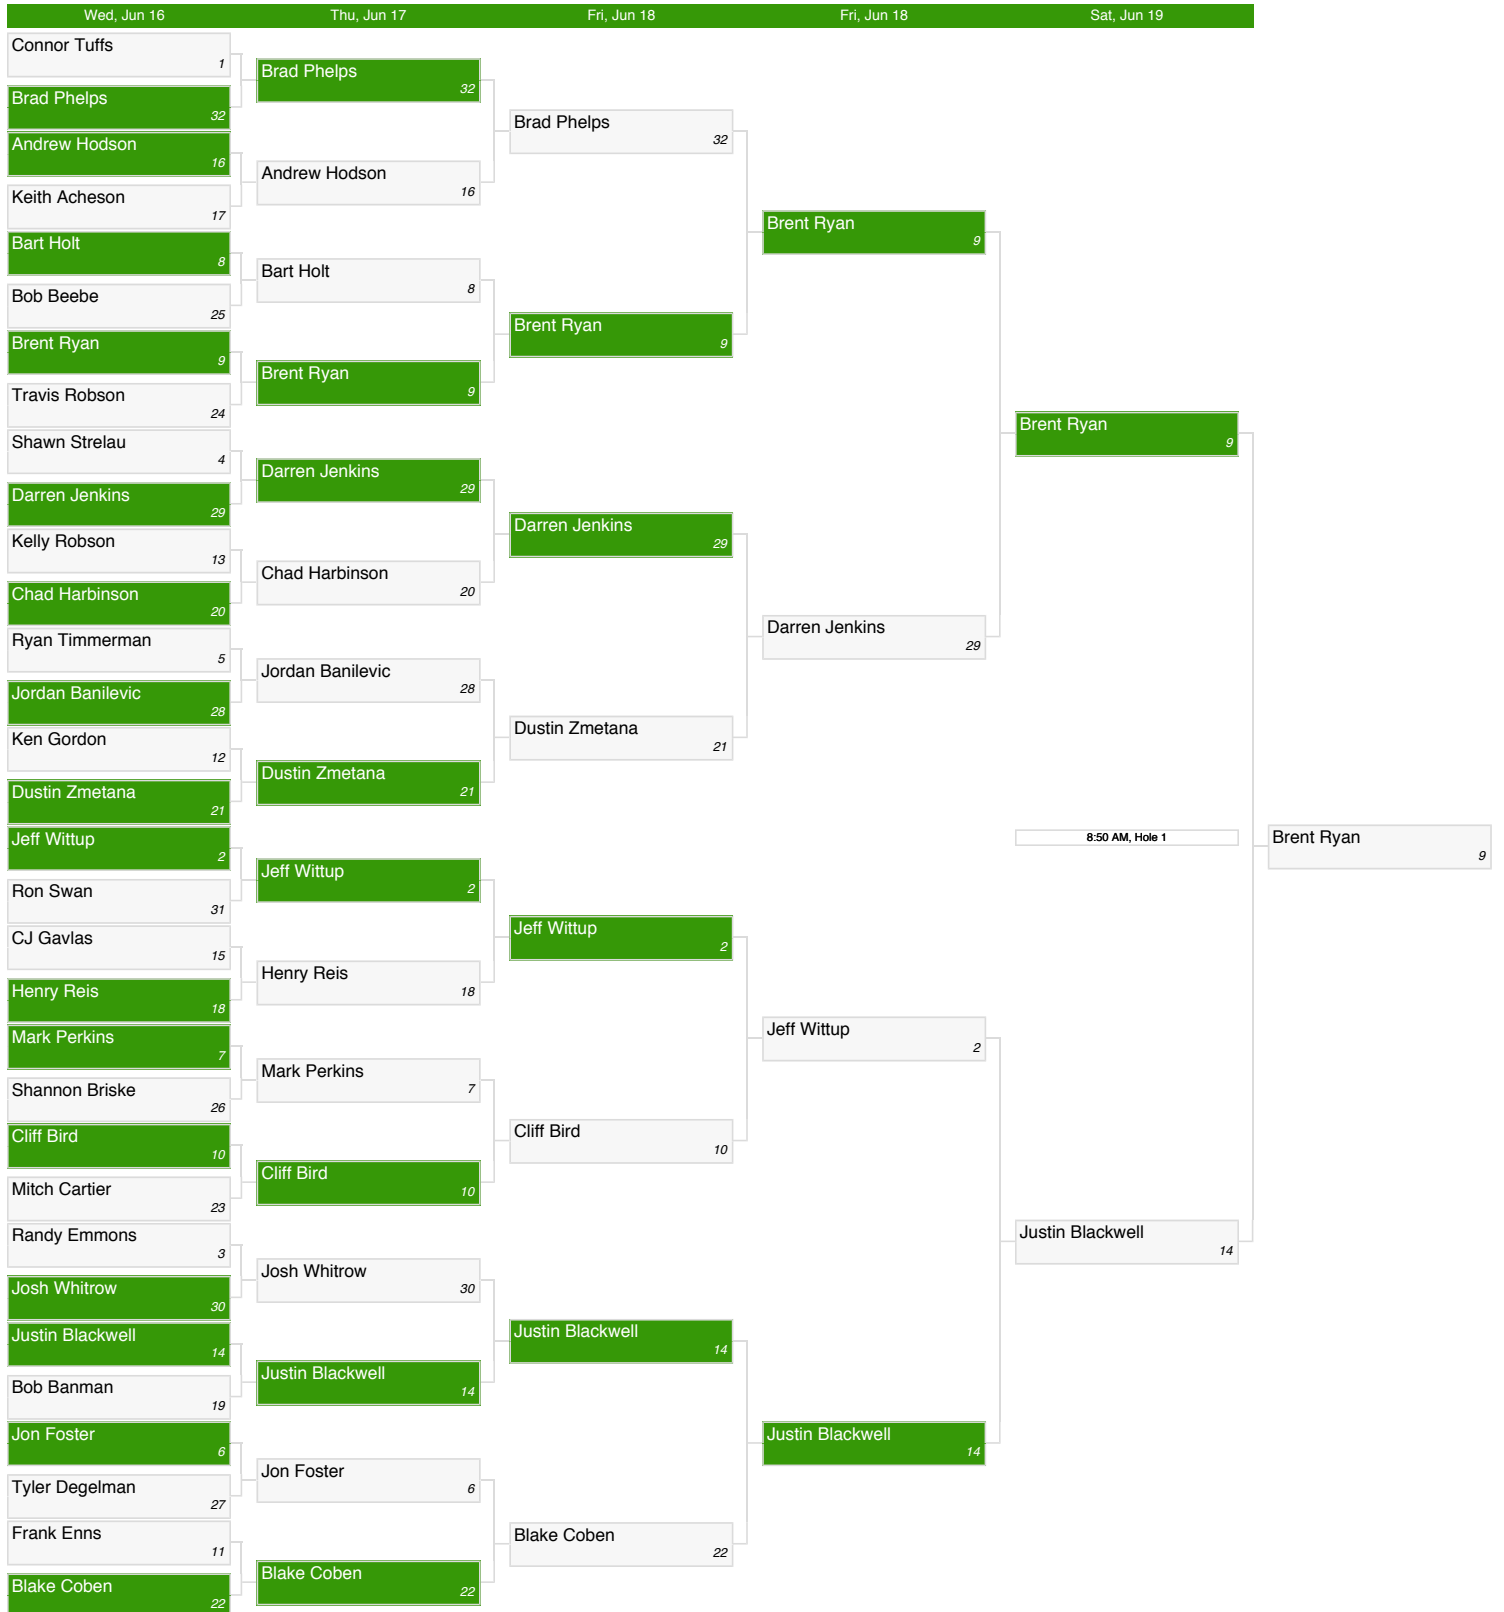 Wed, Jun 16
Thu, Jun 17
Fri, Jun 18
Fri, Jun 18
Sat, Jun 19
Connor Tuffs
1
Brad Phelps
32
Andrew Hodson
16
Keith Acheson
17
Bart Holt
8
Bob Beebe
25
Brent Ryan
9
Travis Robson
24
Shawn Strelau
4
Darren Jenkins
29
Kelly Robson
13
Chad Harbinson
20
Ryan Timmerman
5
Jordan Banilevic
28
Ken Gordon
12
Dustin Zmetana
21
Jeff Wittup
2
Ron Swan
31
CJ Gavlas
15
Henry Reis
18
Mark Perkins
7
Shannon Briske
26
Cliff Bird
10
Mitch Cartier
23
Randy Emmons
3
Josh Whitrow
30
Justin Blackwell
14
Bob Banman
19
Jon Foster
6
Tyler Degelman
27
Frank Enns
11
Blake Coben
22
Brad Phelps
32
Andrew Hodson
16
Bart Holt
8
Brent Ryan
9
Darren Jenkins
29
Chad Harbinson
20
Jordan Banilevic
28
Dustin Zmetana
21
Jeff Wittup
2
Henry Reis
18
Mark Perkins
7
Cliff Bird
10
Josh Whitrow
30
Justin Blackwell
14
Jon Foster
6
Blake Coben
22
Brad Phelps
32
Brent Ryan
9
Darren Jenkins
29
Dustin Zmetana
21
Jeff Wittup
2
Cliff Bird
10
Justin Blackwell
14
Blake Coben
22
Brent Ryan
9
Darren Jenkins
29
Jeff Wittup
2
Justin Blackwell
14
Brent Ryan
9
8:50 AM, Hole 1
Justin Blackwell
14
Brent Ryan
9